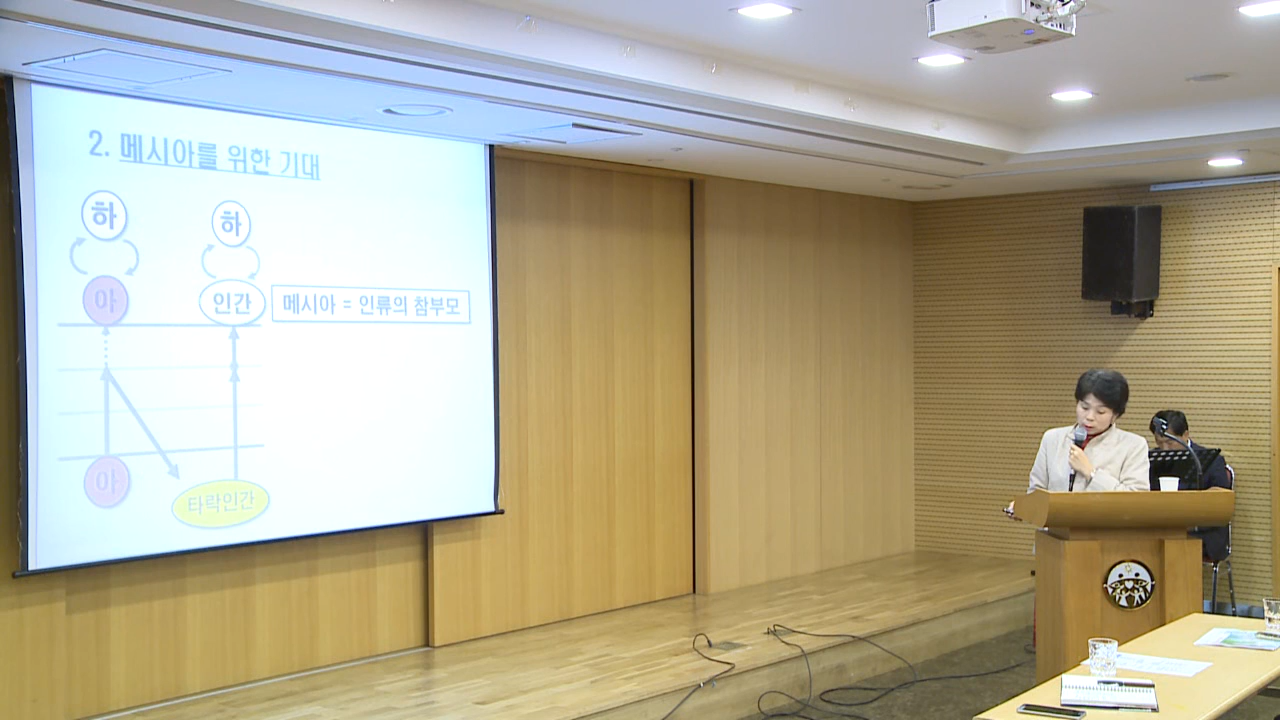 2. 메시아를 위한 기대
하 하
아 인간 메시아 = 인류의 참부모
아 타락인간